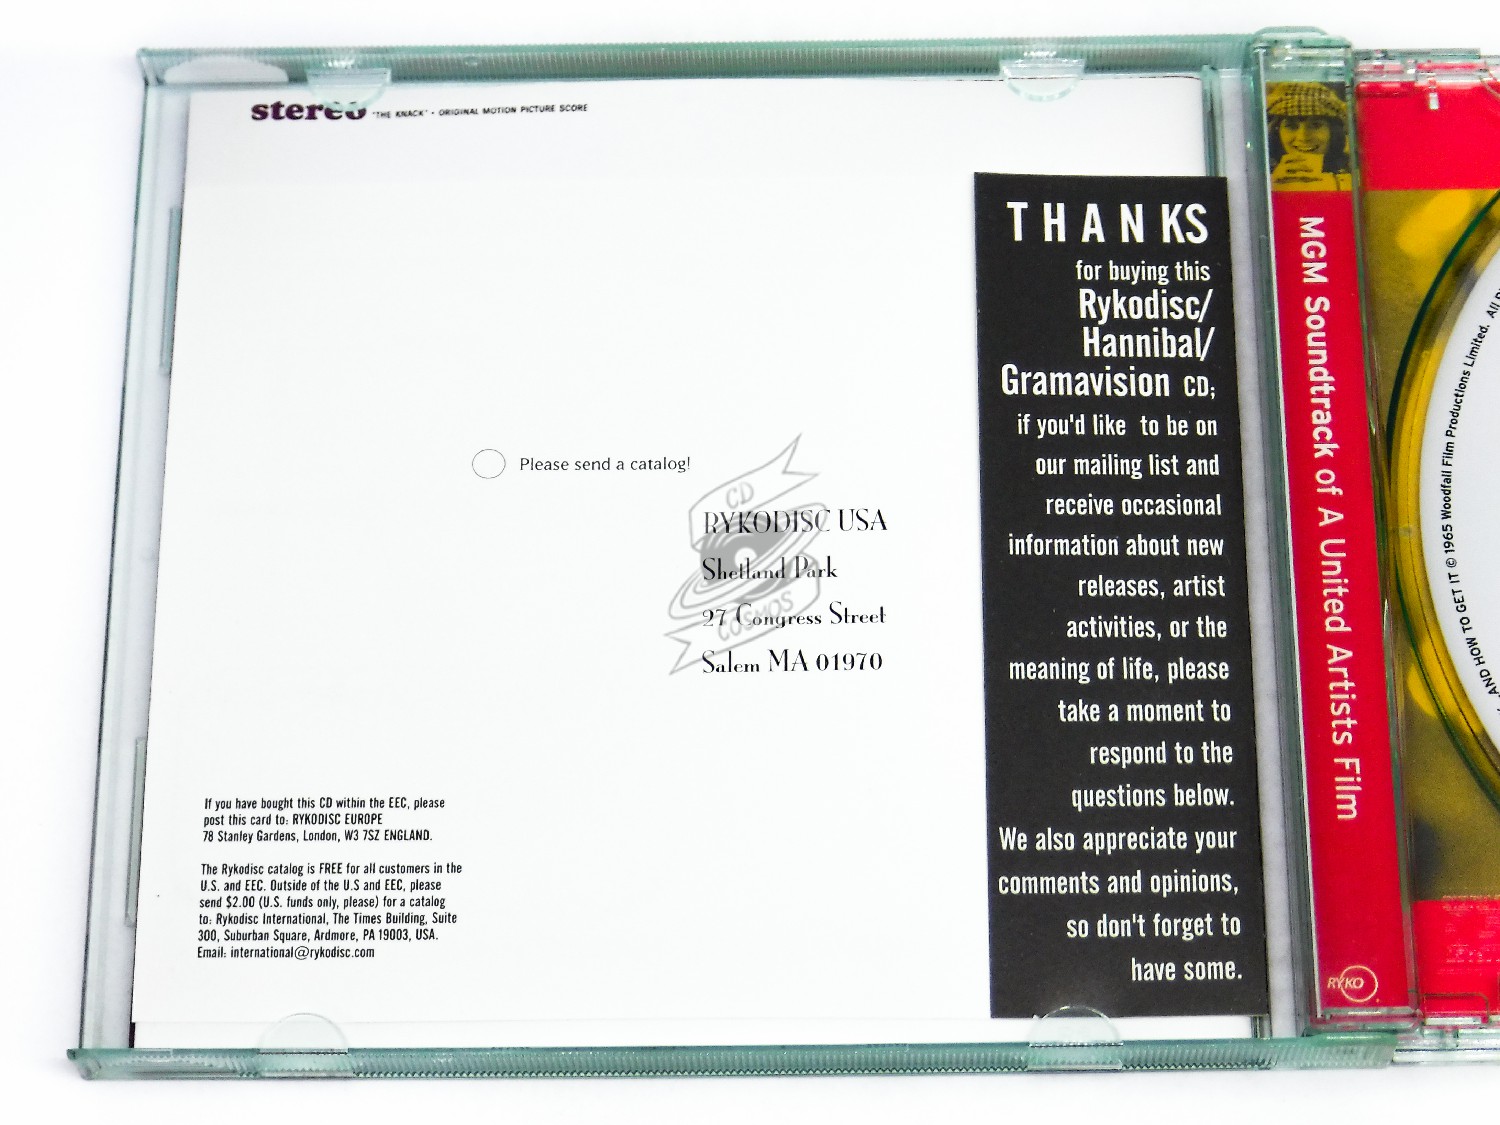 stereo "THE KNACK" • ORIGINAL MOTION PICTURE SCORE
Please send a catalog!
RYKODISC USA
Shetland Park
27 Congress Street
Salem MA 01970
CD
COSMOS
If you have bought this CD within the EEC, please
post this card to: RYKODISC EUROPE
78 Stanley Gardens, London, W3 7SZ ENGLAND.
The Rykodisc catalog is FREE for all customers in the
U.S. and EEC. Outside of the U.S and EEC, please
send $2.00 (U.S. funds only, please) for a catalog
to: Rykodisc International, The Times Building, Suite
300, Suburban Square, Ardmore, PA 19003, USA.
Email: international@rykodisc.com
THANKS
for buying this
Rykodisc/
Hannibal/
Gramavision CD;
if you'd like to be on
our mailing list and
receive occasional
information about new
releases, artist
activities, or the
meaning of life, please
take a moment to
respond to the
questions below.
We also appreciate your
comments and opinions,
so don't forget to
have some.
MGM Soundtrack of A United Artists Film
RYKO
AND HOW TO GET IT © 1965 Woodfall Film Productions Limited. All